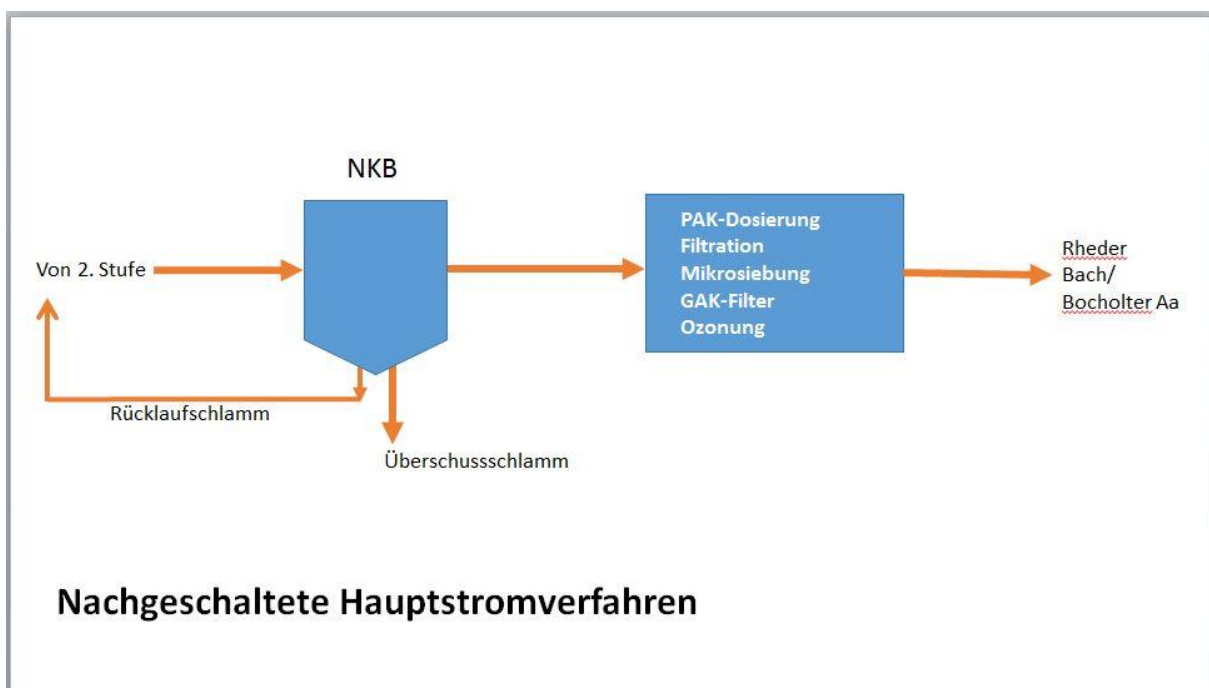 NKB
Von 2. Stufe
PAK-Dosierung
Filtration
Mikrosiebung
GAK-Filter
Ozonung
Rheder
Bach/
Bocholter Aa
Rücklaufschlamm
Überschussschlamm
Nachgeschaltete Hauptstromverfahren